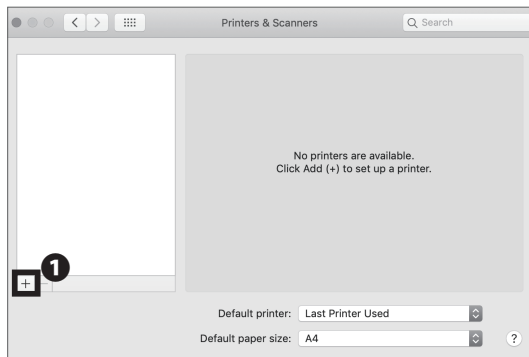 Printers & Scanners
Search
No printers are available.
Click Add (+) to set up a printer.
1
+ −
Default printer: Last Printer Used
Default paper size: A4
?